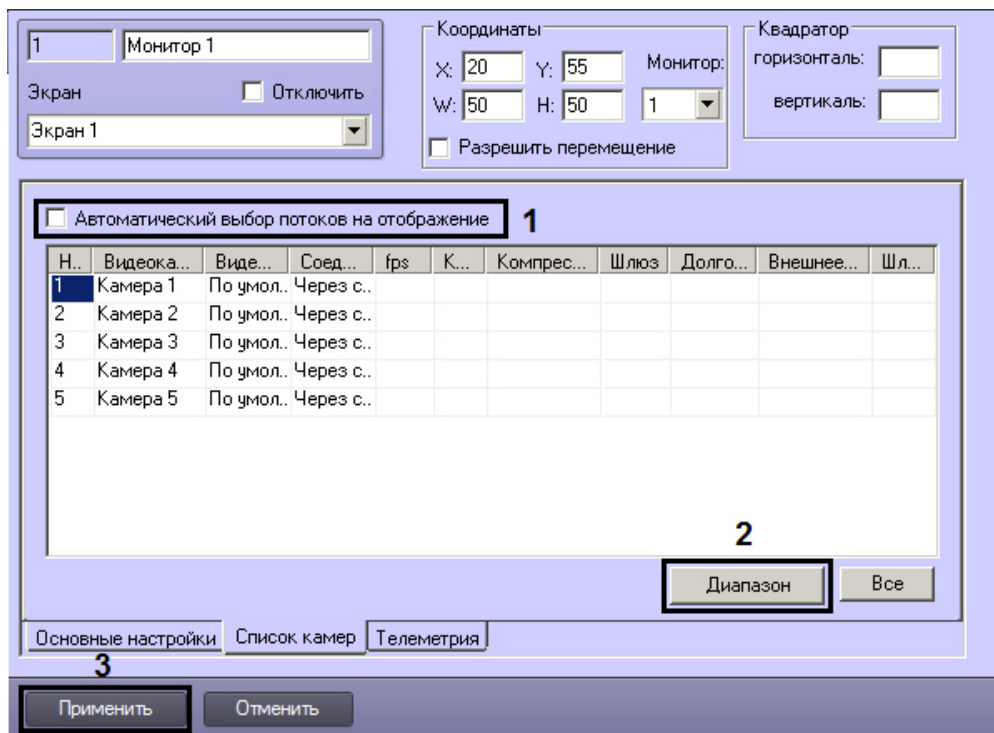 1 Монитор 1
Экран Отключить
Экран 1
Координаты
X: 20 Y: 55 Монитор:
W: 50 H: 50 1
Разрешить перемещение
Квадратор
горизонталь:
вертикаль:
Автоматический выбор потоков на отображение 1
Н.. Видеока... Виде... Соед... fps К... Компрес... Шлюз Долго... Внешнее... Шл...
1 Камера 1 По умол.. Через с..
2 Камера 2 По умол.. Через с..
3 Камера 3 По умол.. Через с..
4 Камера 4 По умол.. Через с..
5 Камера 5 По умол.. Через с..
2
Диапазон Все
Основные настройки Список камер Телеметрия
3
Применить Отменить